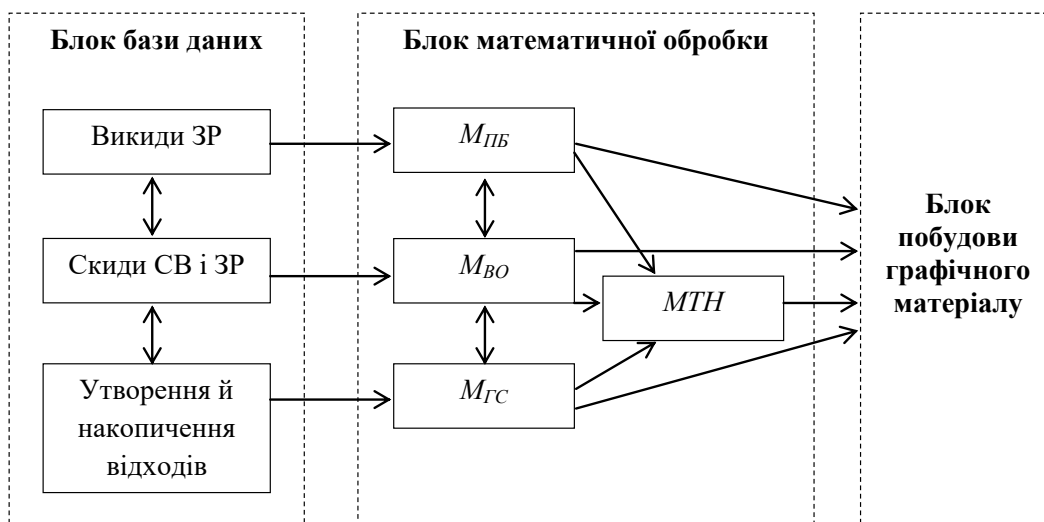 Блок бази даних
Викиди ЗР
Скиди СВ і ЗР
Утворення й
накопичення
відходів
Блок математичної обробки
MПБ
MВО
MТН
MГС
Блок
побудови
графічного
матеріалу